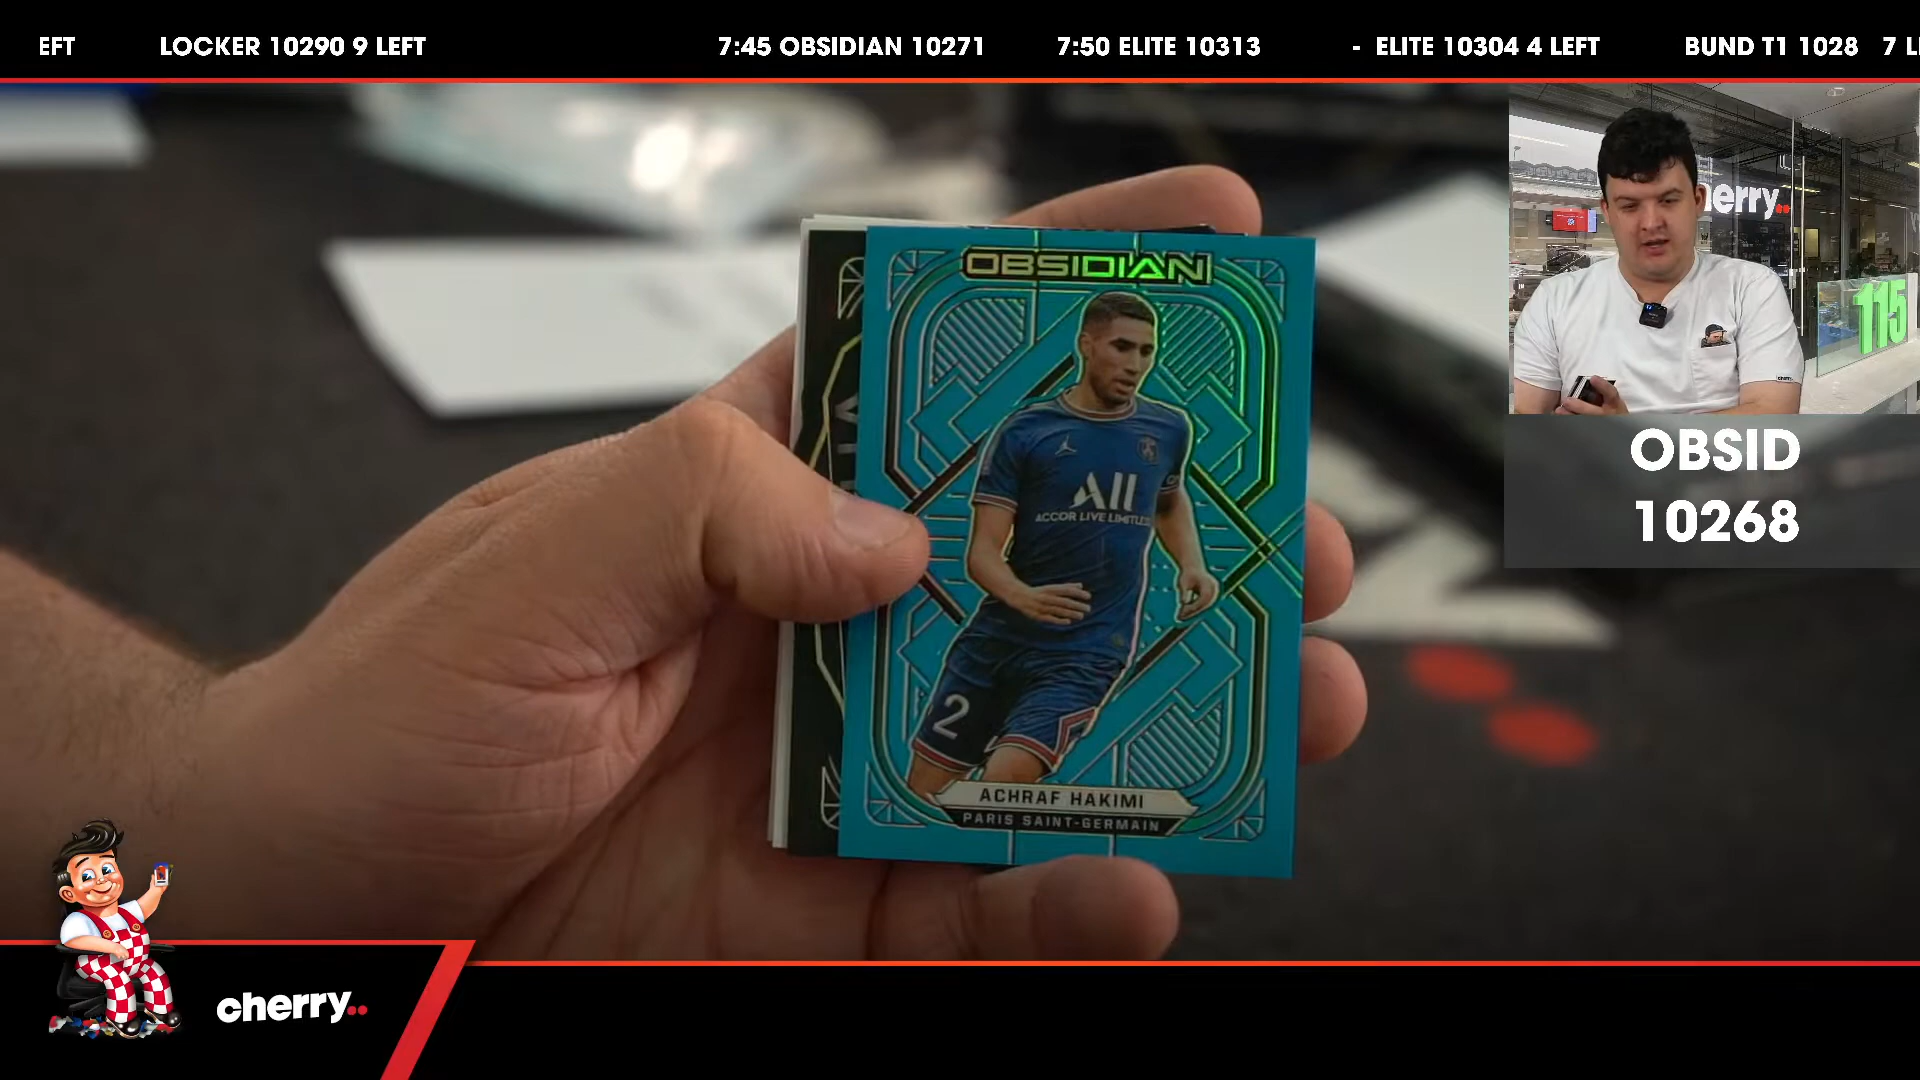 EFT LOCKER 10290 9 LEFT 7:45 OBSIDIAN 10271 7:50 ELITE 10313 - ELITE 10304 4 LEFT BUND T1 1028 7 L
cherry..
115
OBSID
10268
OBSIDIAN
ALL
ACCOR LIVE LIMITLESS
2
ACHRAF HAKIMI
PARIS SAINT-GERMAIN
cherry..